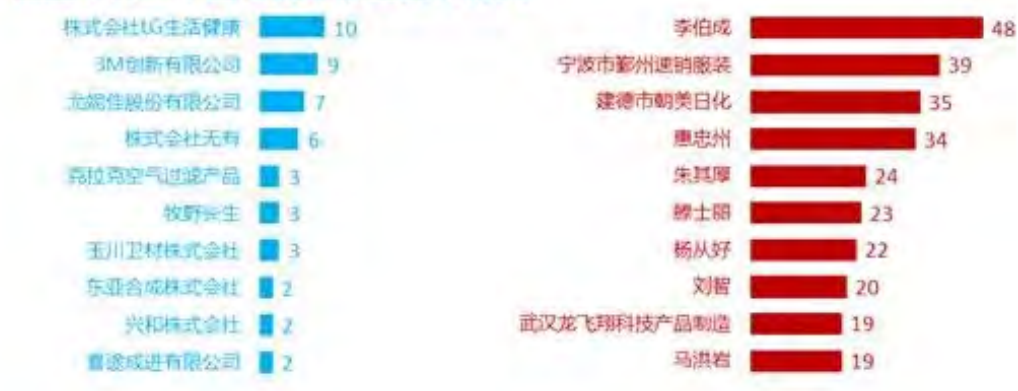 株式会社LG生活健康 10
3M创新有限公司 9
尤妮佳股份有限公司 7
株式会社无有 6
克拉克空气过滤产品 3
牧野 生 3
玉川卫材株式会社 3
东亚合成株式会社 2
兴和株式会社 2
喜途成进有限公司 2
李伯成 48
宁波市鄞州速销服装 39
建德市朝美日化 35
惠忠州 34
朱其厚 24
滕士 23
杨从好 22
刘智 20
武汉龙飞翔科技产品制造 19
马洪岩 19